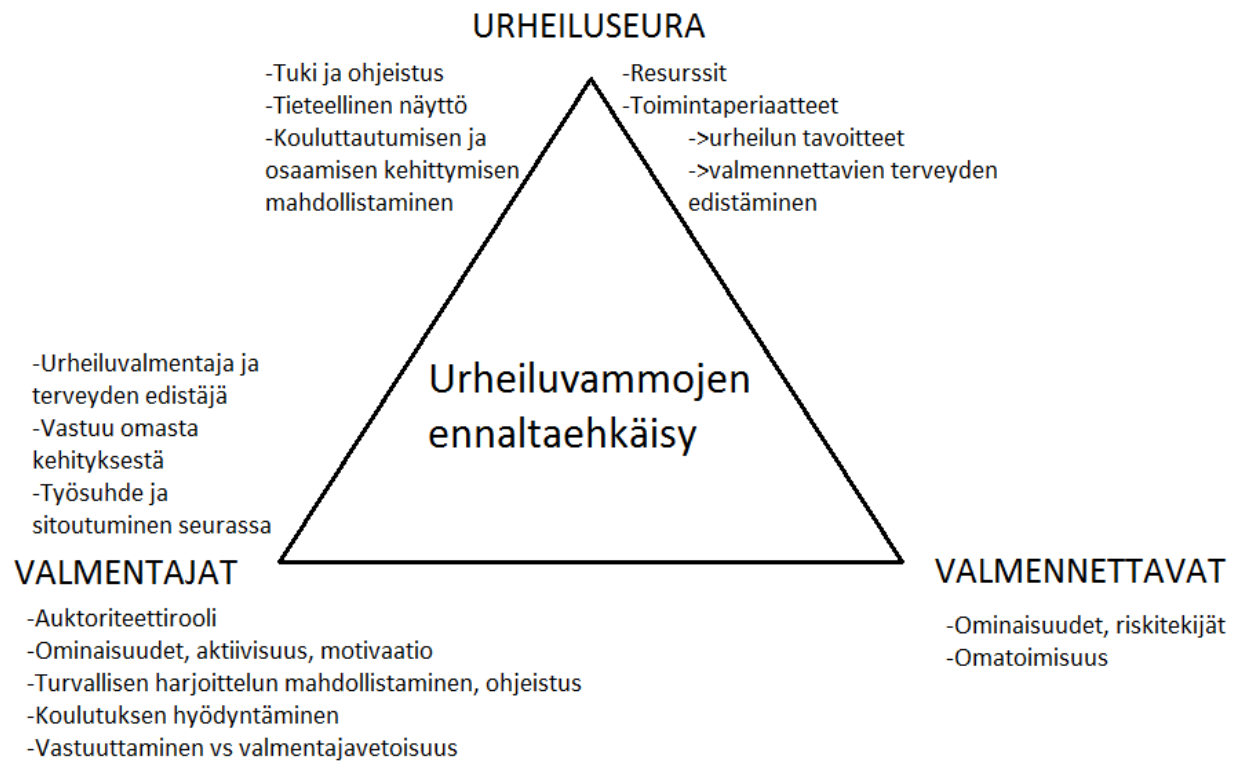 URHEILUSEURA
-Tuki ja ohjeistus
-Tieteellinen näyttö
-Kouluttautumisen ja
osaamisen kehittymisen
mahdollistaminen
-Resurssit
-Toimintaperiaatteet
->urheilun tavoitteet
->valmennettavien terveyden
edistäminen
Urheiluvammojen
ennaltaehkäisy
-Urheiluvalmentaja ja
terveyden edistäjä
-Vastuu omasta
kehityksestä
-Työsuhde ja
sitoutuminen seurassa
VALMENTAJAT
-Auktoriteettirooli
-Ominaisuudet, aktiivisuus, motivaatio
-Turvallisen harjoittelun mahdollistaminen, ohjeistus
-Koulutuksen hyödyntäminen
-Vastuuttaminen vs valmentajavetoisuus
VALMENNETTAVAT
-Ominaisuudet, riskitekijät
-Omatoimisuus